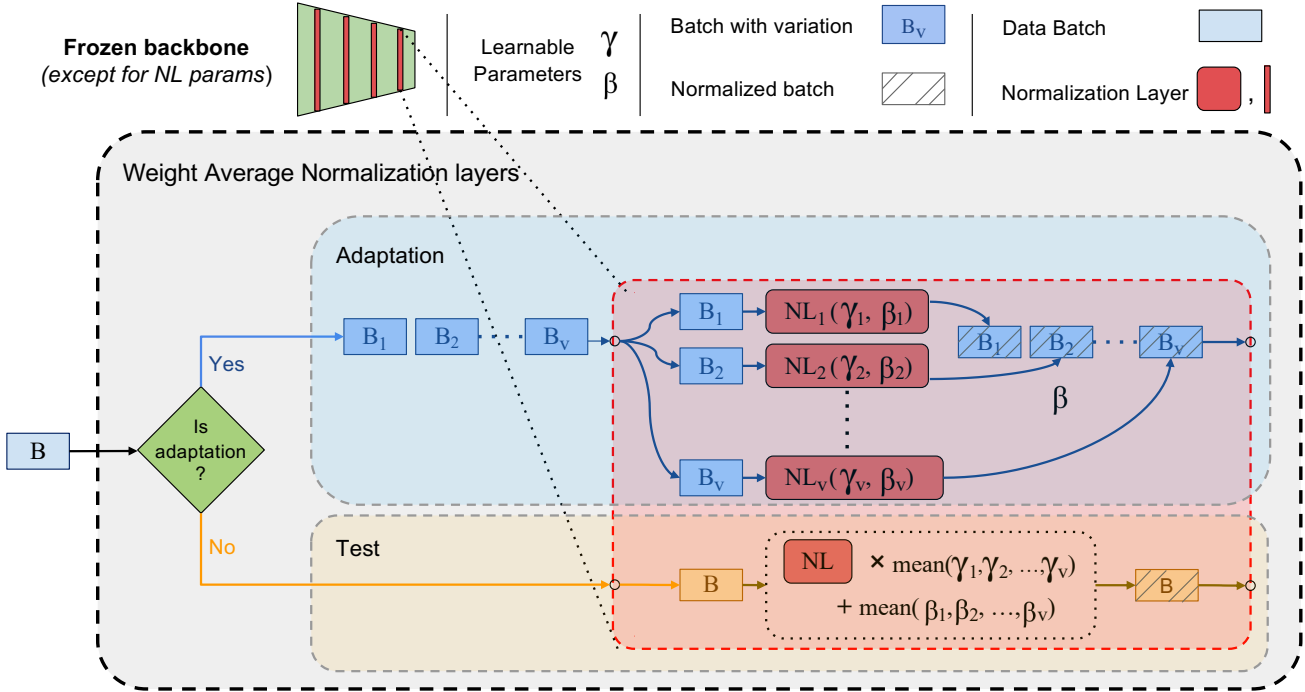 Frozen backbone
(except for NL params)
Learnable
Parameters
γ
β
Batch with variation
Bv
Normalized batch
Data Batch
Normalization Layer
,
Weight Average Normalization layers
Adaptation
B1 B2 Bv
B1 NL1(γ1, β1)
B2 NL2(γ2, β2)
Bv NLv(γv, βv)
B1 B2 Bv
β
Yes
B
Is
adaptation
?
No
Test
B
NL × mean(γ1,γ2, ...,γv)
+ mean(β1,β2, ...,βv)
B